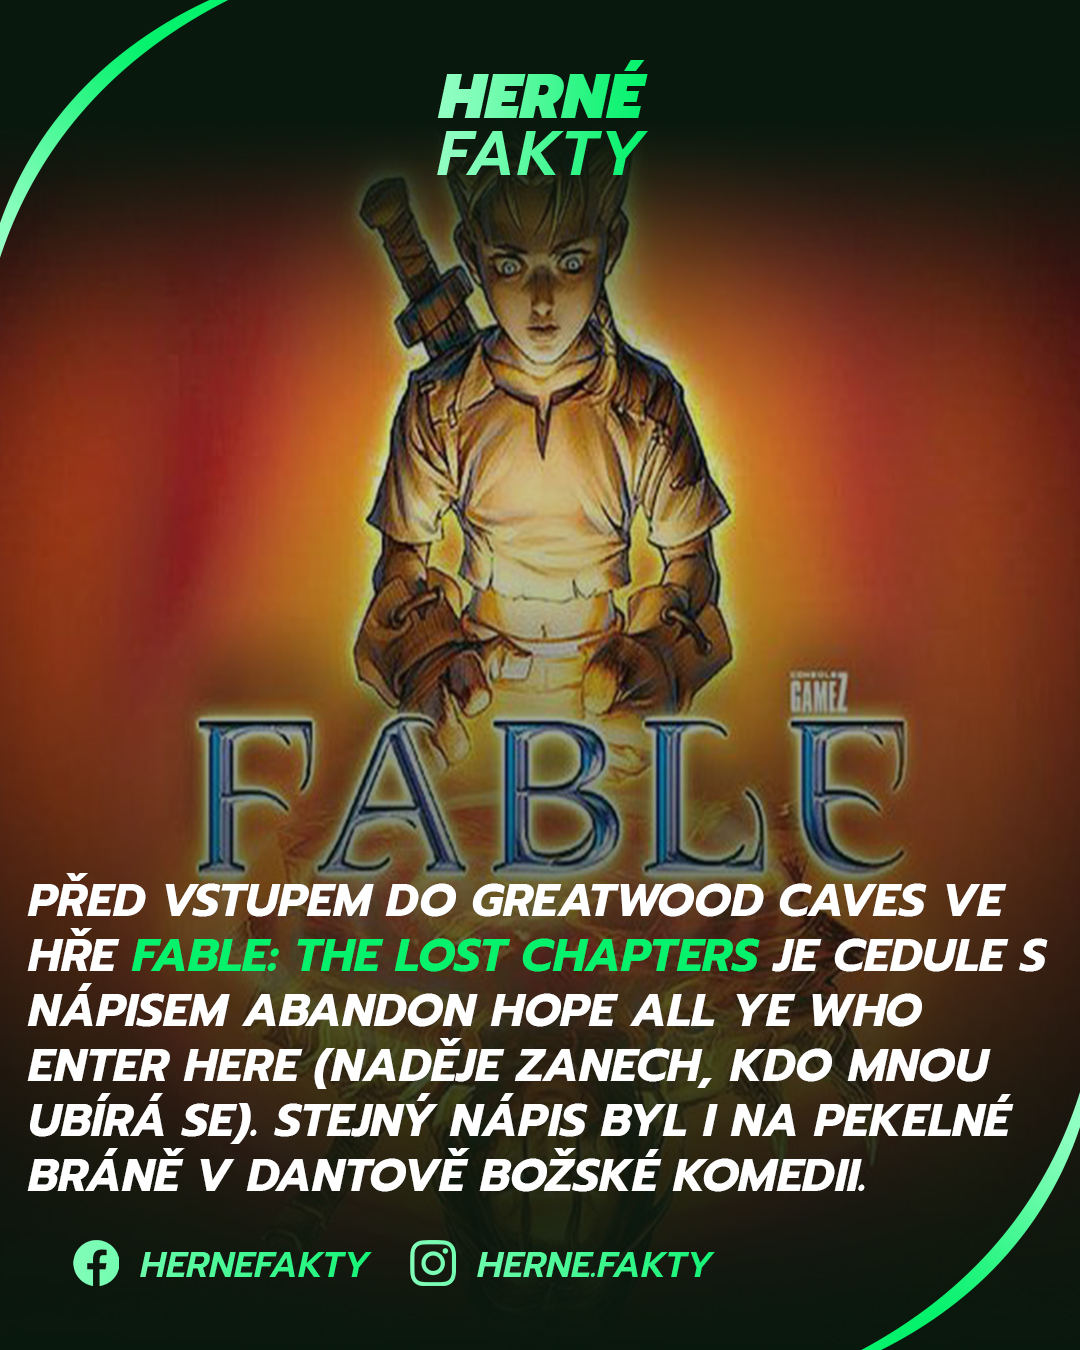 HERNÉ
FAKTY
CONSOLE
GAMEZ
FABLE
PŘED VSTUPEM DO GREATWOOD CAVES VE
HŘE FABLE: THE LOST CHAPTERS JE CEDULE S
NÁPISEM ABANDON HOPE ALL YE WHO
ENTER HERE (NADĚJE ZANECH, KDO MNOU
UBÍRÁ SE). STEJNÝ NÁPIS BYL I NA PEKELNÉ
BRÁNĚ V DANTOVĚ BOŽSKÉ KOMEDII.
HERNEFAKTY
HERNE.FAKTY